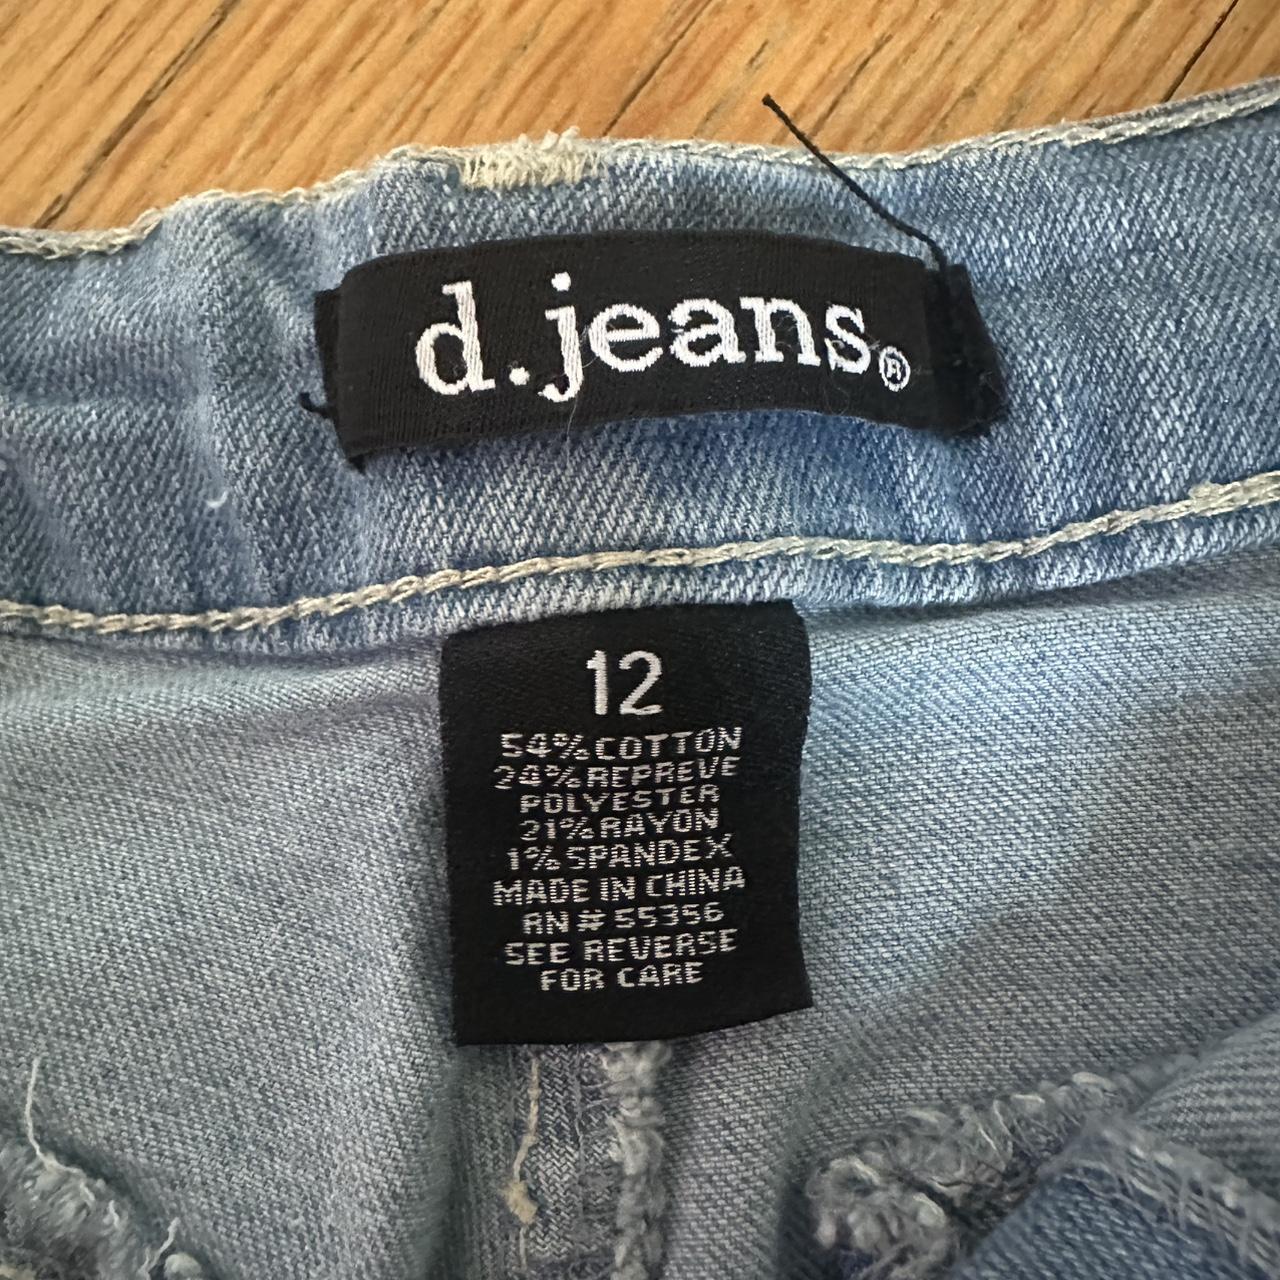 d.jeans®
12
54% COTTON
24% REPREVE
POLYESTER
21% RAYON
1% SPANDEX
MADE IN CHINA
RN # 55356
SEE REVERSE
FOR CARE